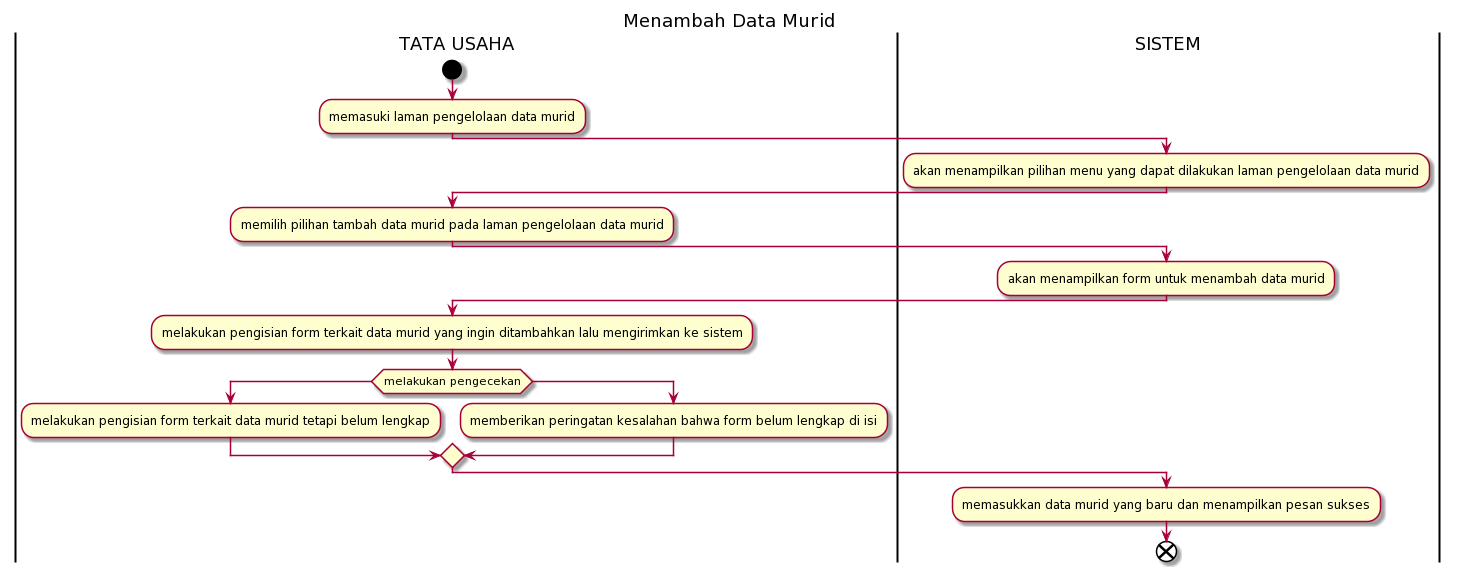 Menambah Data Murid
TATA USAHA
SISTEM
memasuki laman pengelolaan data murid
akan menampilkan pilihan menu yang dapat dilakukan laman pengelolaan data murid
memilih pilihan tambah data murid pada laman pengelolaan data murid
akan menampilkan form untuk menambah data murid
melakukan pengisian form terkait data murid yang ingin ditambahkan lalu mengirimkan ke sistem
melakukan pengecekan
melakukan pengisian form terkait data murid tetapi belum lengkap
memberikan peringatan kesalahan bahwa form belum lengkap di isi
memasukkan data murid yang baru dan menampilkan pesan sukses